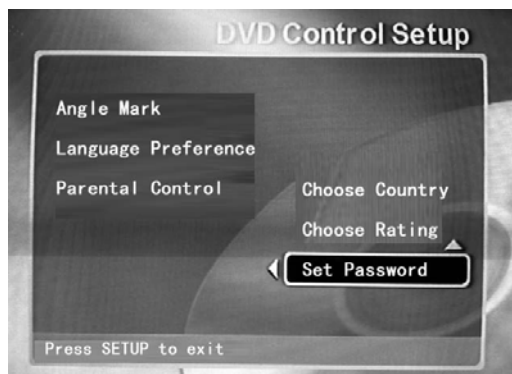 DVD Control Setup
Angle Mark
Language Preference
Parental Control
Choose Country
Choose Rating
Set Password
Press SETUP to exit